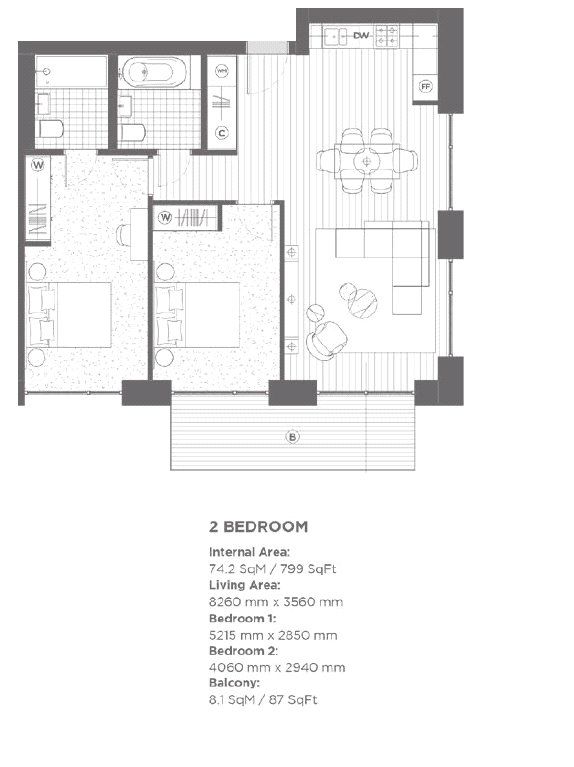 DW
WM
FF
C
W
W
B
2 BEDROOM
Internal Area:
74.2 SqM / 799 SqFt
Living Area:
8260 mm x 3560 mm
Bedroom 1:
5215 mm x 2850 mm
Bedroom 2:
4060 mm x 2940 mm
Balcony:
8.1 SqM / 87 SqFt